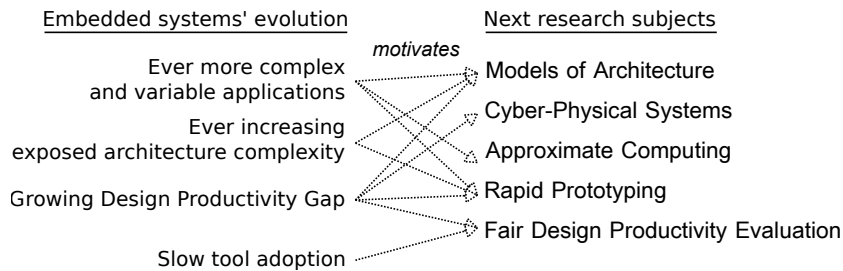 Embedded systems' evolution
Ever more complex
and variable applications
Ever increasing
exposed architecture complexity
Growing Design Productivity Gap
Slow tool adoption
motivates
Next research subjects
Models of Architecture
Cyber-Physical Systems
Approximate Computing
Rapid Prototyping
Fair Design Productivity Evaluation